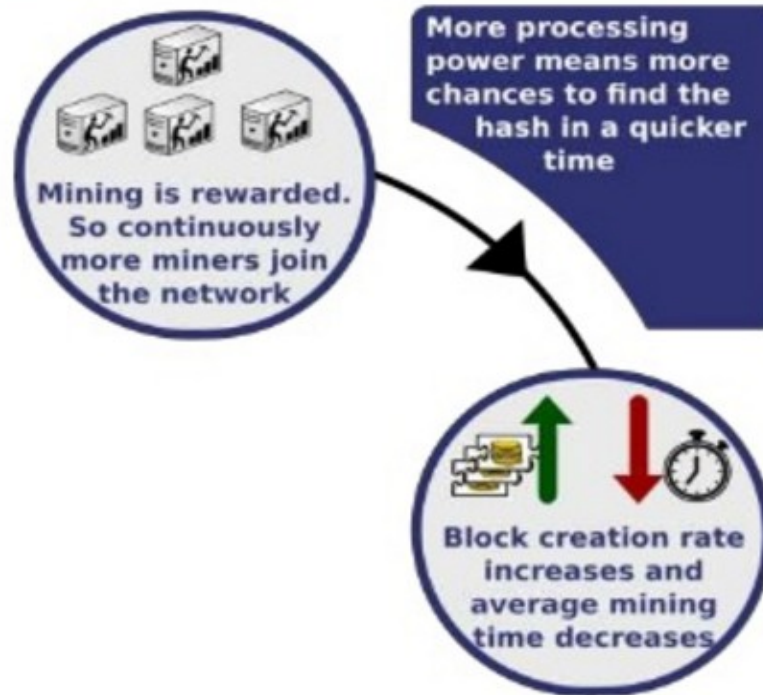 Mining is rewarded.
So continuously
more miners join
the network
More processing
power means more
chances to find the
hash in a quicker
time
Block creation rate
increases and
average mining
time decreases